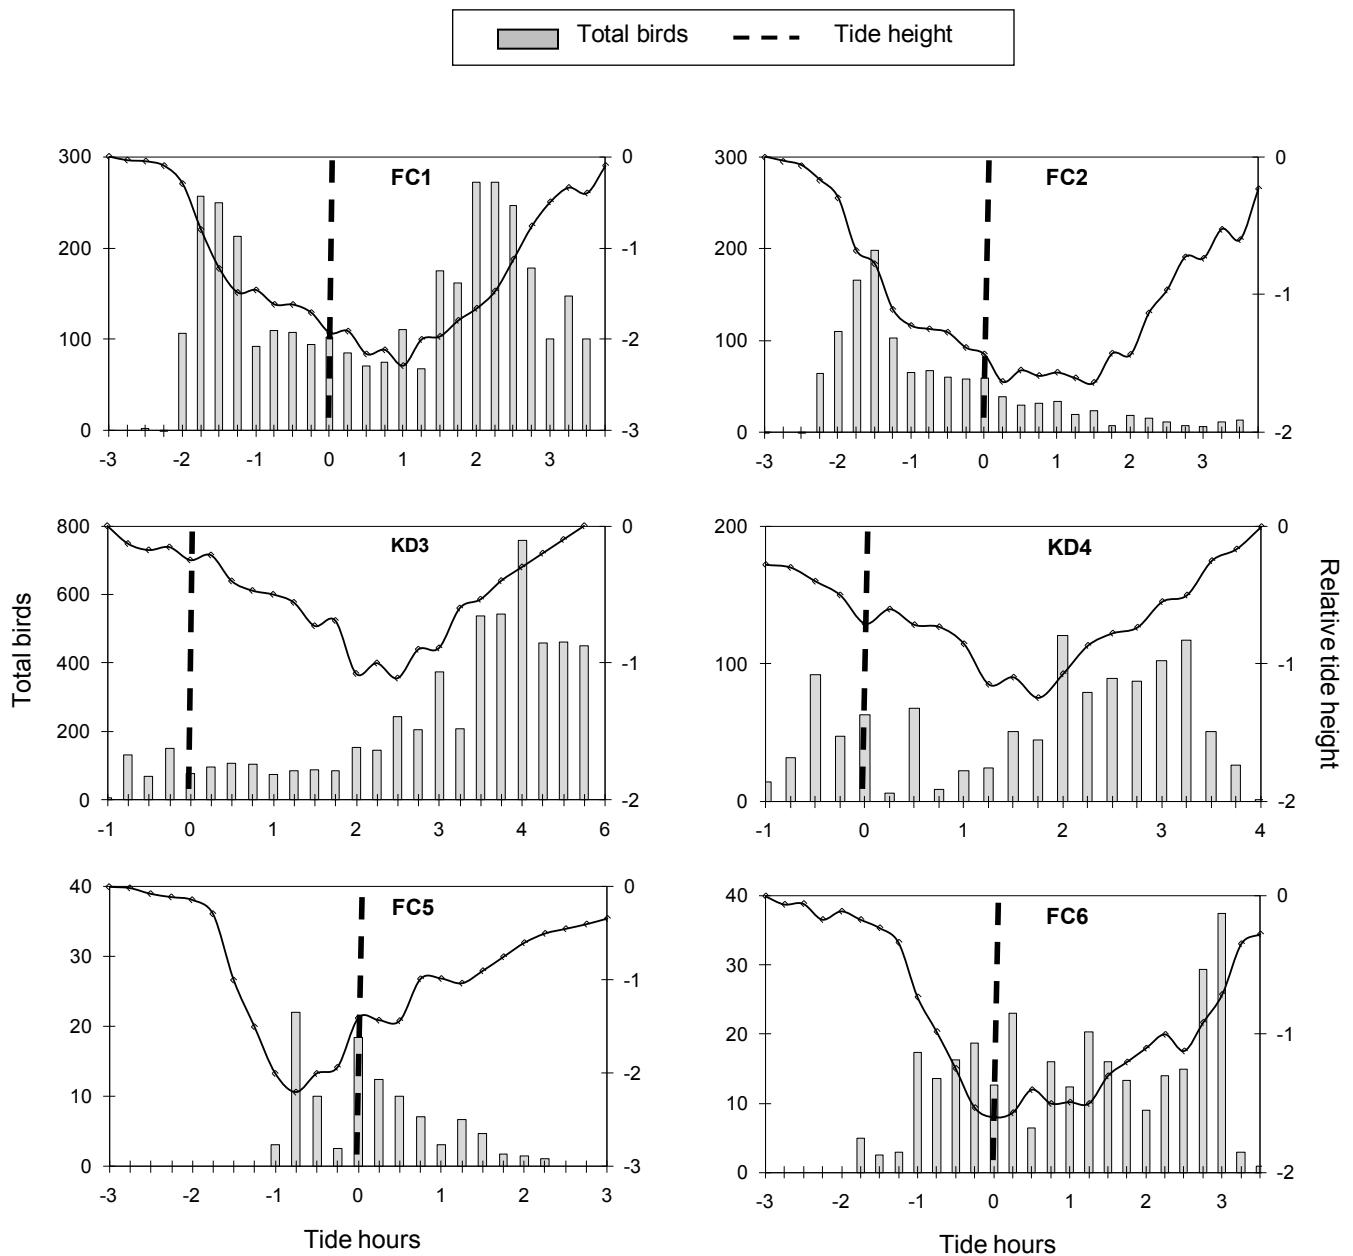 Total birds Tide height
FC1
300 200 100 0
0 -1 -2 -3
-3 -2 -1 0 1 2 3
FC2
300 200 100 0
0 -1 -2
-3 -2 -1 0 1 2 3
KD3
800 600 400 200 0
0 -1 -2
-1 0 1 2 3 4 5 6
KD4
200 100 0
0 -1 -2
-1 0 1 2 3 4
Total birds
Relative tide height
FC5
40 30 20 10 0
0 -1 -2 -3
-3 -2 -1 0 1 2 3
FC6
40 30 20 10 0
0 -1 -2
-3 -2 -1 0 1 2 3
Tide hours
Tide hours